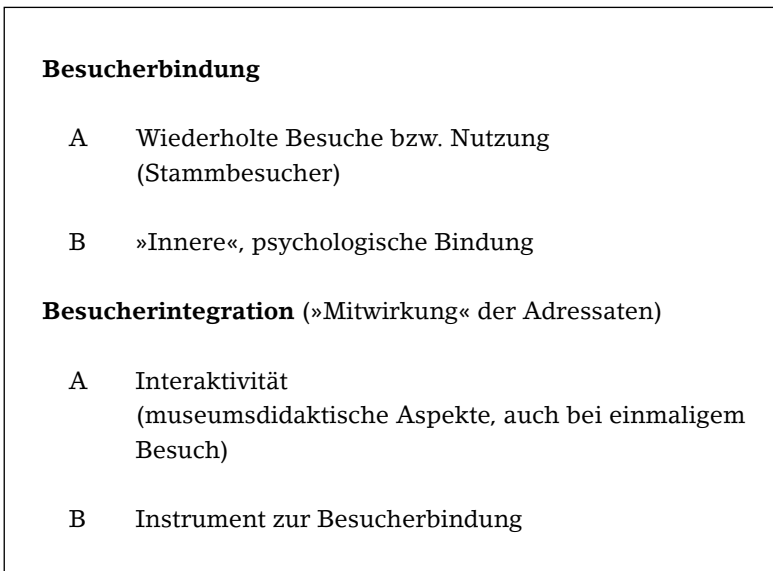 Besucherbindung
A Wiederholte Besuche bzw. Nutzung
(Stammbesucher)
B »Innere«, psychologische Bindung
Besucherintegration (»Mitwirkung« der Adressaten)
A Interaktivität
(museumsdidaktische Aspekte, auch bei einmaligem
Besuch)
B Instrument zur Besucherbindung